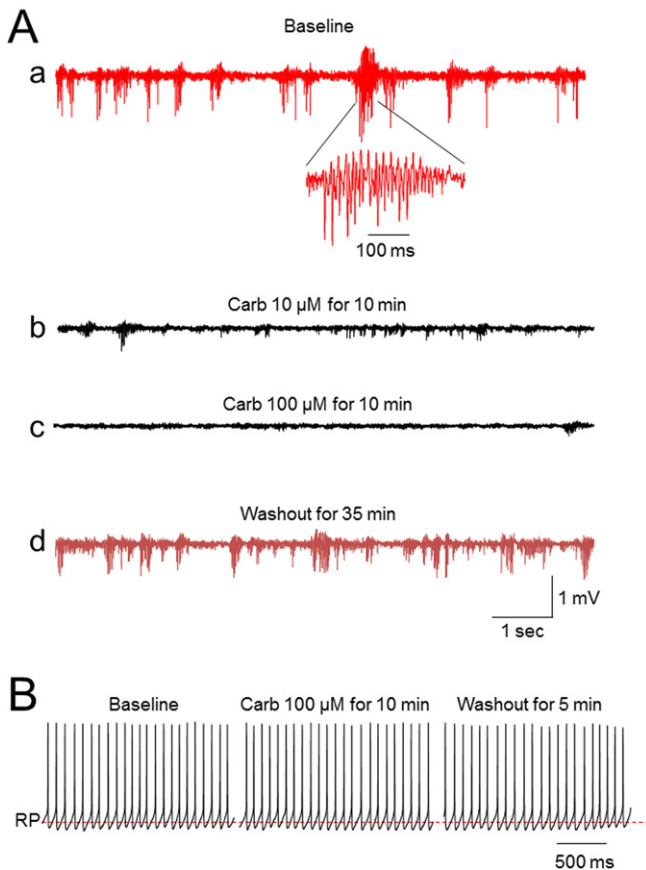 A
Baseline
a
100 ms
Carb 10 µM for 10 min
b
Carb 100 µM for 10 min
c
Washout for 35 min
d
1 mV
1 sec
B
Baseline Carb 100 µM for 10 min Washout for 5 min
RP
500 ms